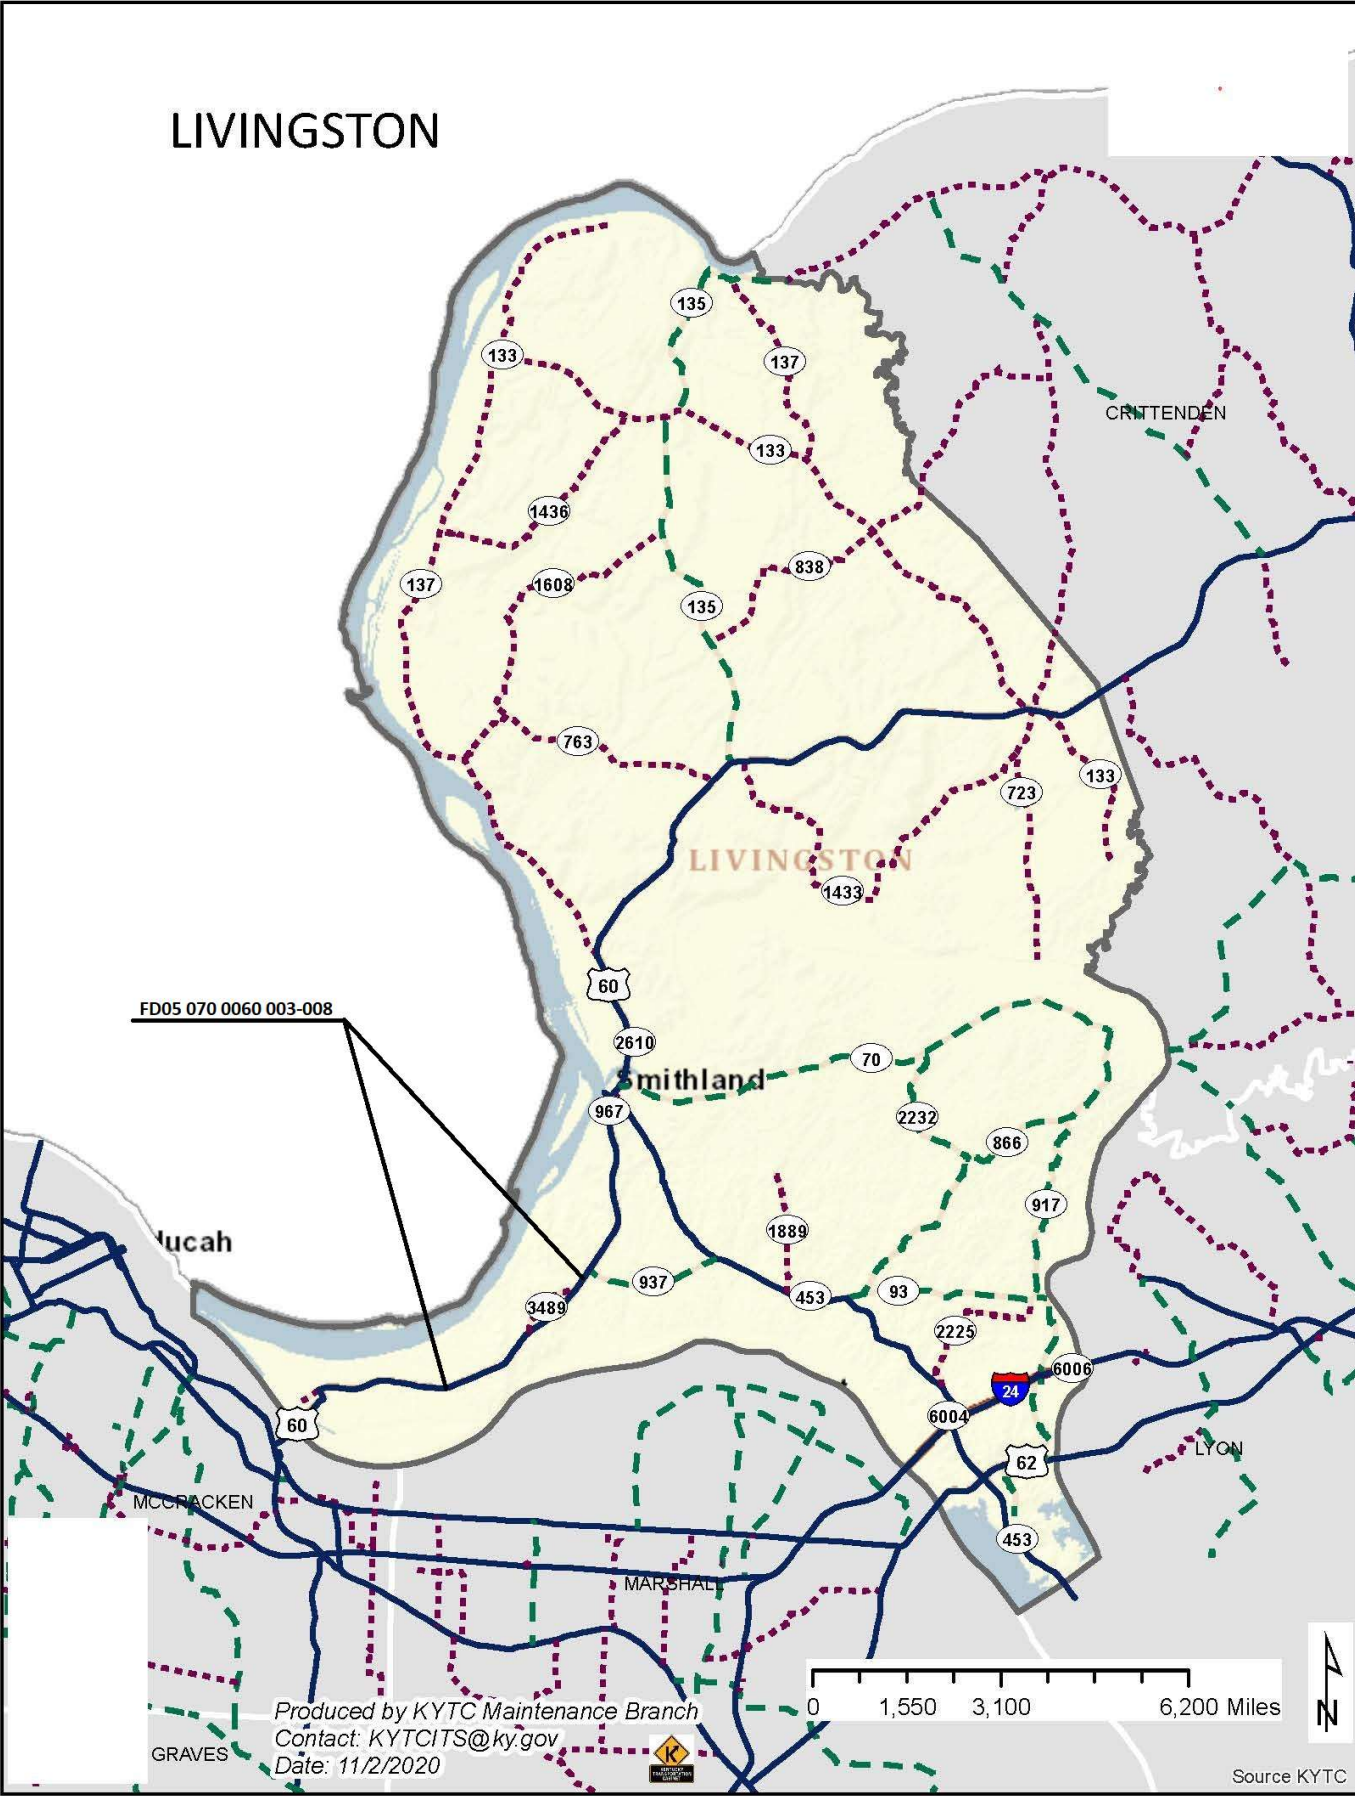 LIVINGSTON
135
133
137
CRITTENDEN
133
1436
838
137
1608
135
763
133
723
LIVINGSTON
1433
60
FD05 070 0060 003-008
2610
70
Smithland
967
2232
866
917
1889
ducah
937
93
453
3489
2225
6006
24
6004
60
LYON
62
MCCRACKEN
453
MARSHALL
0 1,550 3,100 6,200 Miles
N
Produced by KYTC Maintenance Branch
Contact: KYTCITS@ky.gov
Date: 11/2/2020
GRAVES
K
Source KYTC